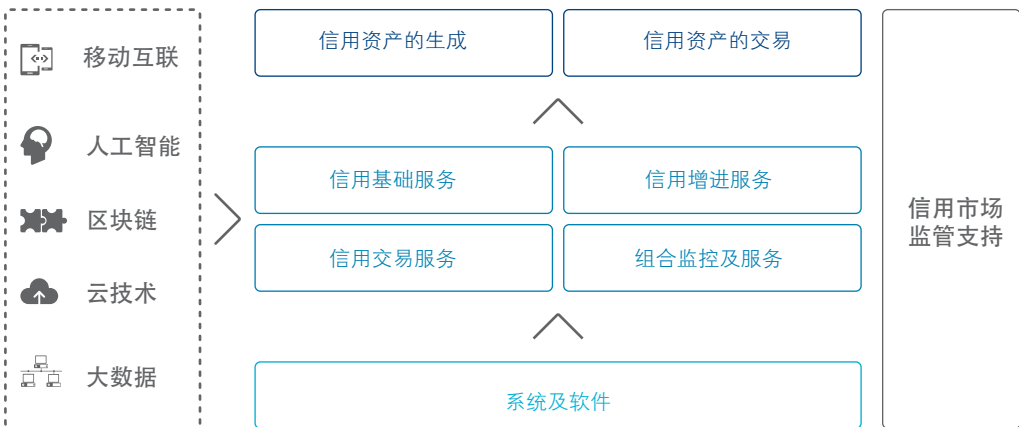 移动互联
人工智能
区块链
云技术
大数据
信用资产的生成
信用资产的交易
信用基础服务
信用增进服务
信用交易服务
组合监控及服务
系统及软件
信用市场
监管支持